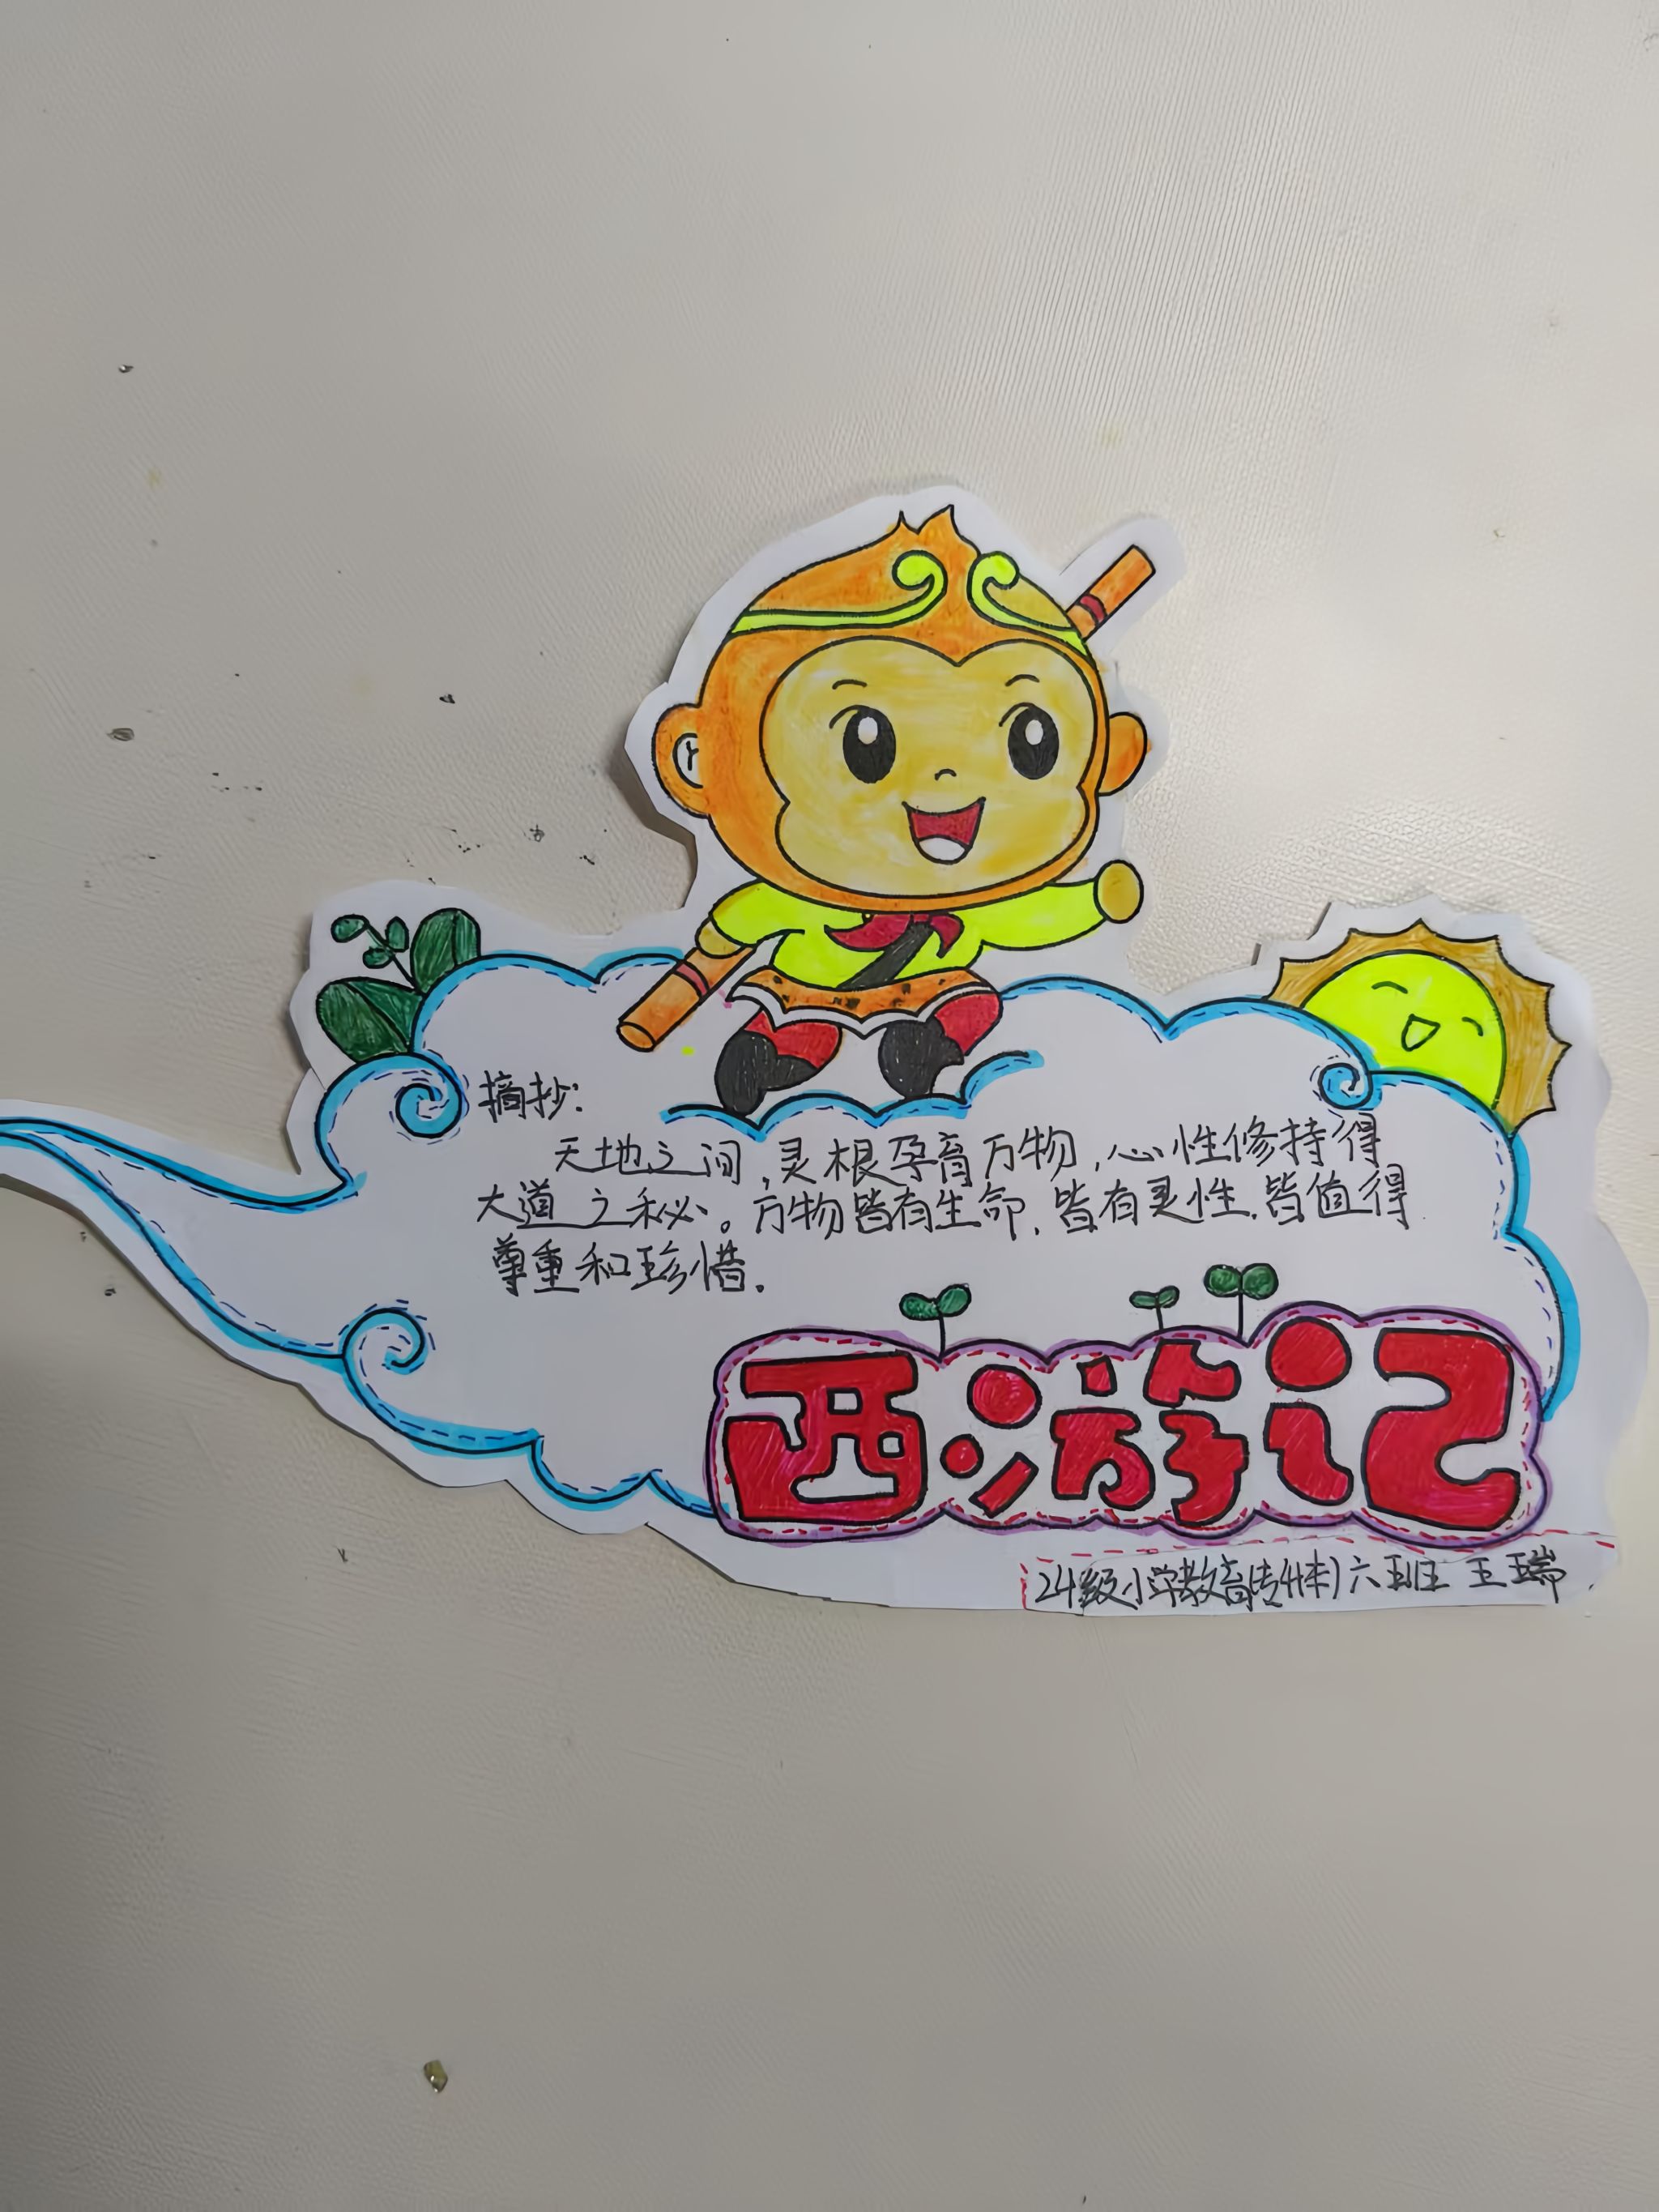 摘抄:
天地之间,灵根孕育万物,心性修持得
大道之秘。万物皆有生命,皆有灵性,皆值得
尊重和珍惜.
西游记
24级小学教育(专升本)六班 王瑞